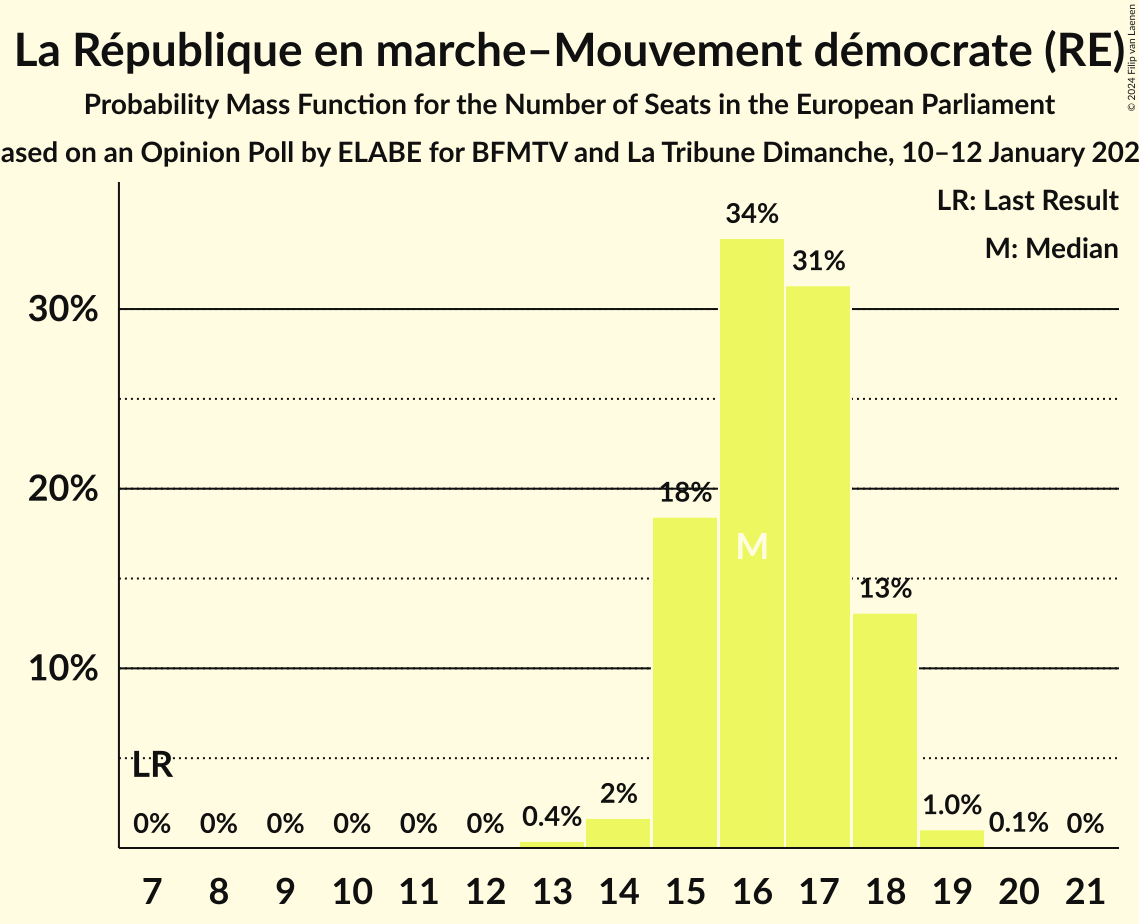 La République en marche–Mouvement démocrate (RE)
© 2024 Filip van Laenen
Probability Mass Function for the Number of Seats in the European Parliament
ased on an Opinion Poll by ELABE for BFMTV and La Tribune Dimanche, 10–12 January 202
LR: Last Result
M: Median
34%
31%
30%
20%
18%
M
13%
10%
LR
0% 0% 0% 0% 0% 0% 0.4% 2% 1.0% 0.1% 0%
7 8 9 10 11 12 13 14 15 16 17 18 19 20 21